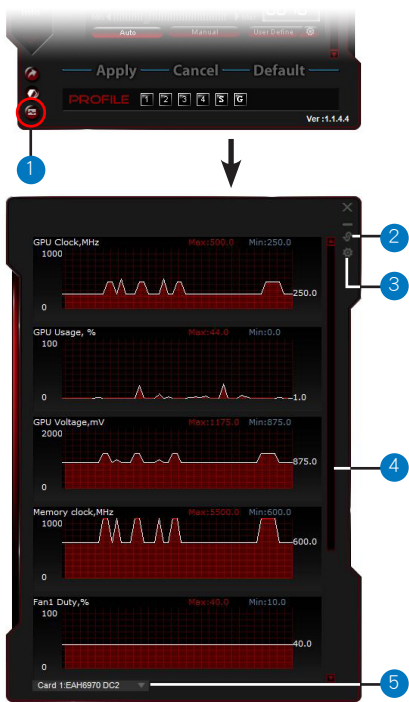 Auto Manual User Define
Apply Cancel Default
PROFILE 1 2 3 4 S G
Ver :1.1.4.4
1
GPU Clock,MHz Max:500.0 Min:250.0
1000
250.0
0
2
3
GPU Usage, % Max:44.0 Min:0.0
100
0
1.0
GPU Voltage,mV Max:1175.0 Min:875.0
2000
875.0
0
4
Memory clock,MHz Max:5500.0 Min:600.0
1000
600.0
0
Fan1 Duty,% Max:40.0 Min:10.0
100
40.0
0
Card 1:EAH6970 DC2
5